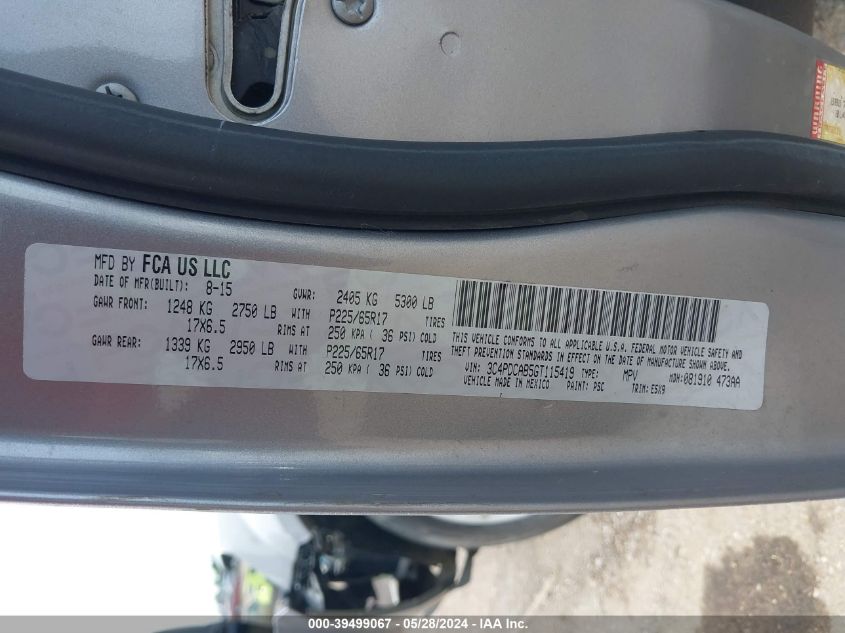 MFD BY FCA US LLC
DATE OF MFR(BUILT): 8-15 GVWR: 2405 KG 5300 LB
GAWR FRONT: 1248 KG 2750 LB WITH P225/65R17 TIRES
17X6.5 RIMS AT 250 KPA ( 36 PSI) COLD
GAWR REAR: 1339 KG 2950 LB WITH P225/65R17 TIRES
17X6.5 RIMS AT 250 KPA ( 36 PSI) COLD
THIS VEHICLE CONFORMS TO ALL APPLICABLE U.S.A. FEDERAL MOTOR VEHICLE SAFETY AND
THEFT PREVENTION STANDARDS IN EFFECT ON THE DATE OF MANUFACTURE SHOWN ABOVE.
VIN: 3C4PDCAB5GT115419 TYPE: MPV MDH: 081910 473AA
VEHICLE MADE IN MEXICO PAINT: PSC TRIM: E5X9
WARNING
000-39499067 - 05/28/2024 - IAA Inc.